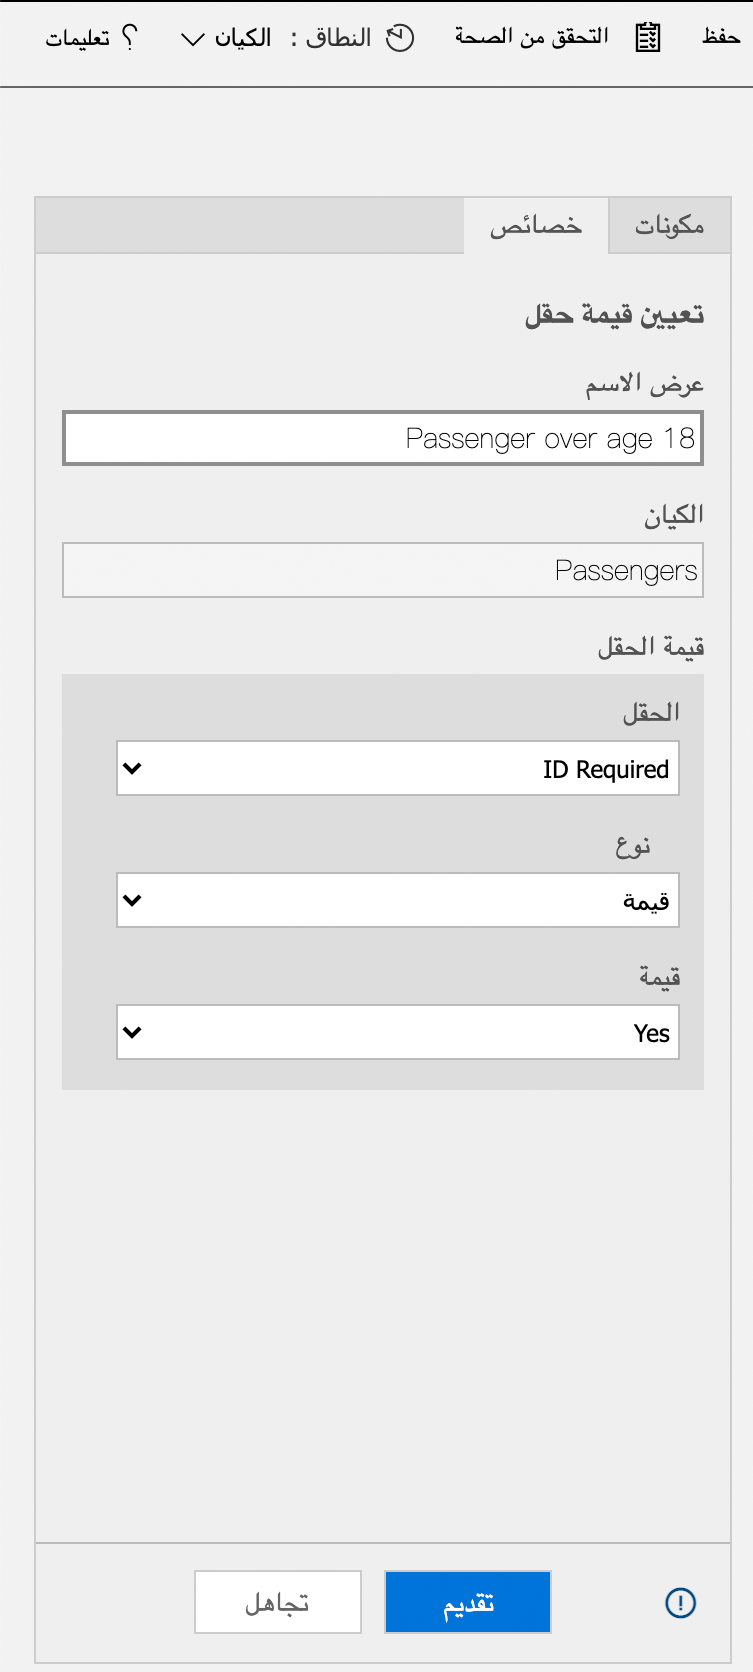 حفظ التحقق من الصحة النطاق : الكيان ؟ تعليمات
مكونات خصائص
تعيين قيمة حقل
عرض الاسم
Passenger over age 18
الكيان
Passengers
قيمة الحقل
الحقل
ID Required
نوع
قيمة
قيمة
Yes
تقديم تجاهل